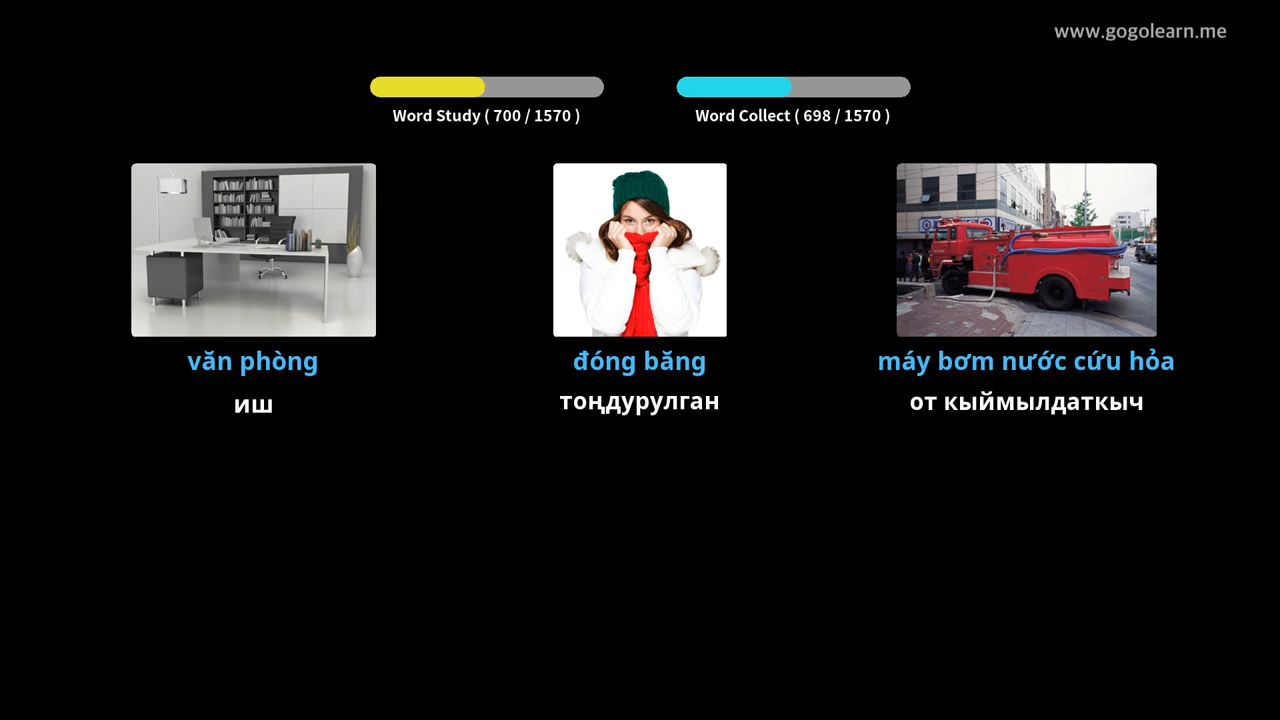 www.gogolearn.me
Word Study ( 700 / 1570 )
Word Collect ( 698 / 1570 )
văn phòng
đóng băng
máy bơm nước cứu hỏa
иш
тоңдурулган
от кыймылдаткыч